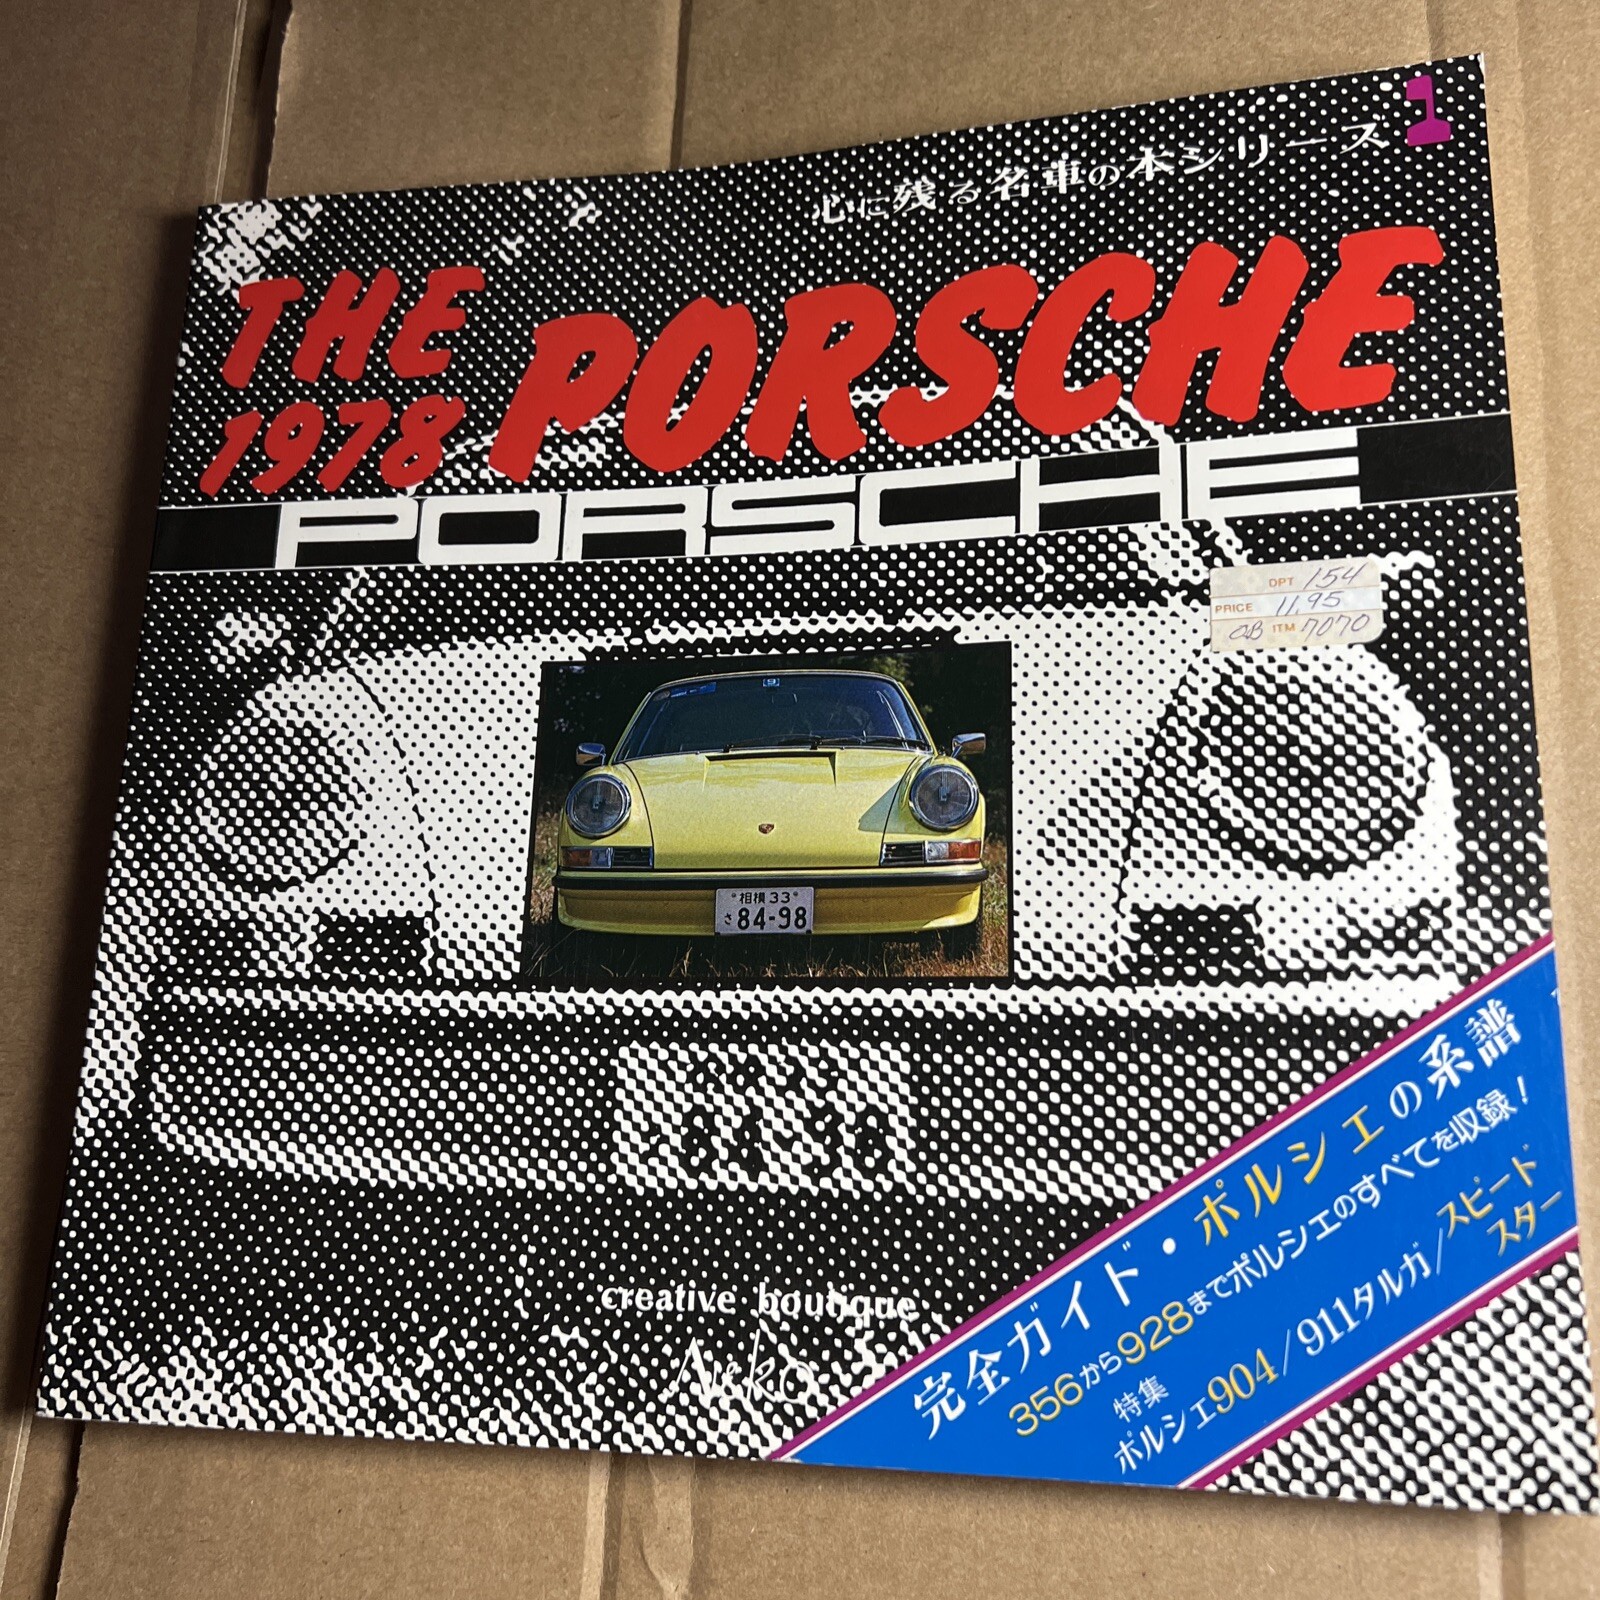 心に残る名車の本シリーズ 1
THE
1978 PORSCHE
PORSCHE
DPT 154
PRICE 11.95
OB ITM 7070
相模 33
さ 84-98
完全ガイド・ポルシェの系譜
356から928までポルシェのすべてを収録！
特集
ポルシェ904/911タルガ/スピードスター
creative boutique
Neko